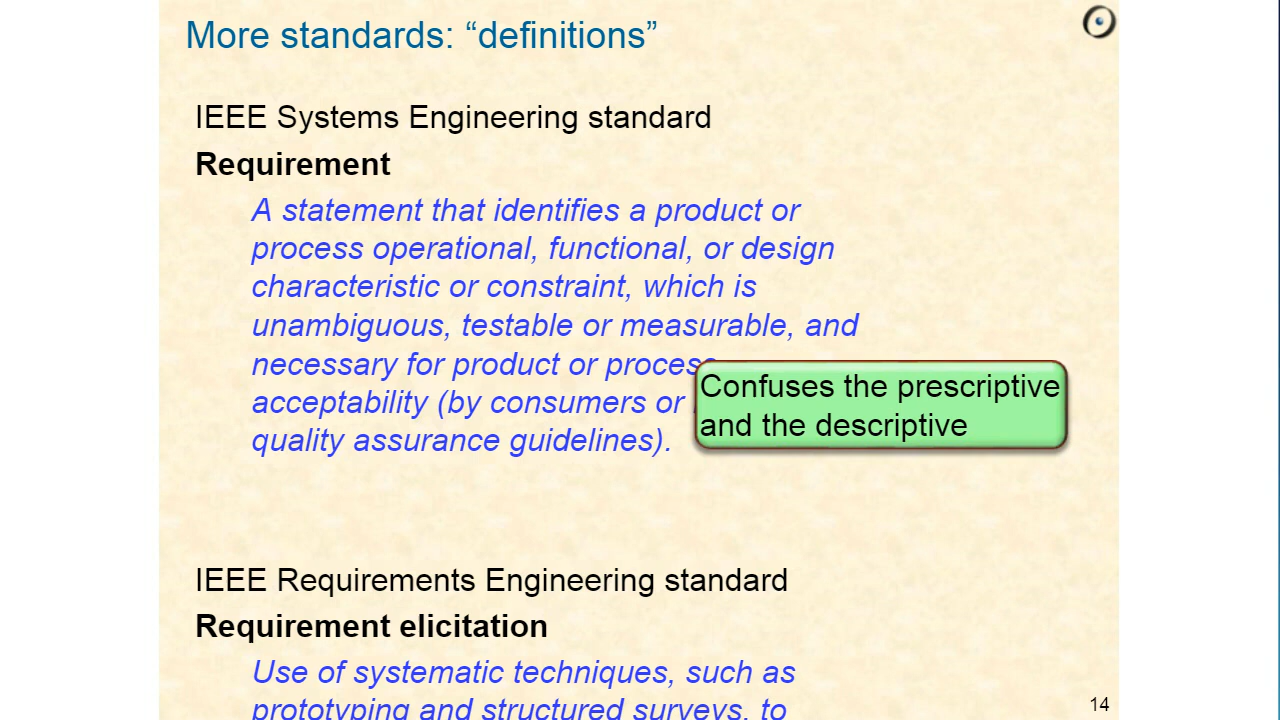 More standards: “definitions”
IEEE Systems Engineering standard
Requirement
A statement that identifies a product or
process operational, functional, or design
characteristic or constraint, which is
unambiguous, testable or measurable, and
necessary for product or process
acceptability (by consumers or
quality assurance guidelines).
Confuses the prescriptive
and the descriptive
IEEE Requirements Engineering standard
Requirement elicitation
Use of systematic techniques, such as
prototyping and structured surveys, to
14